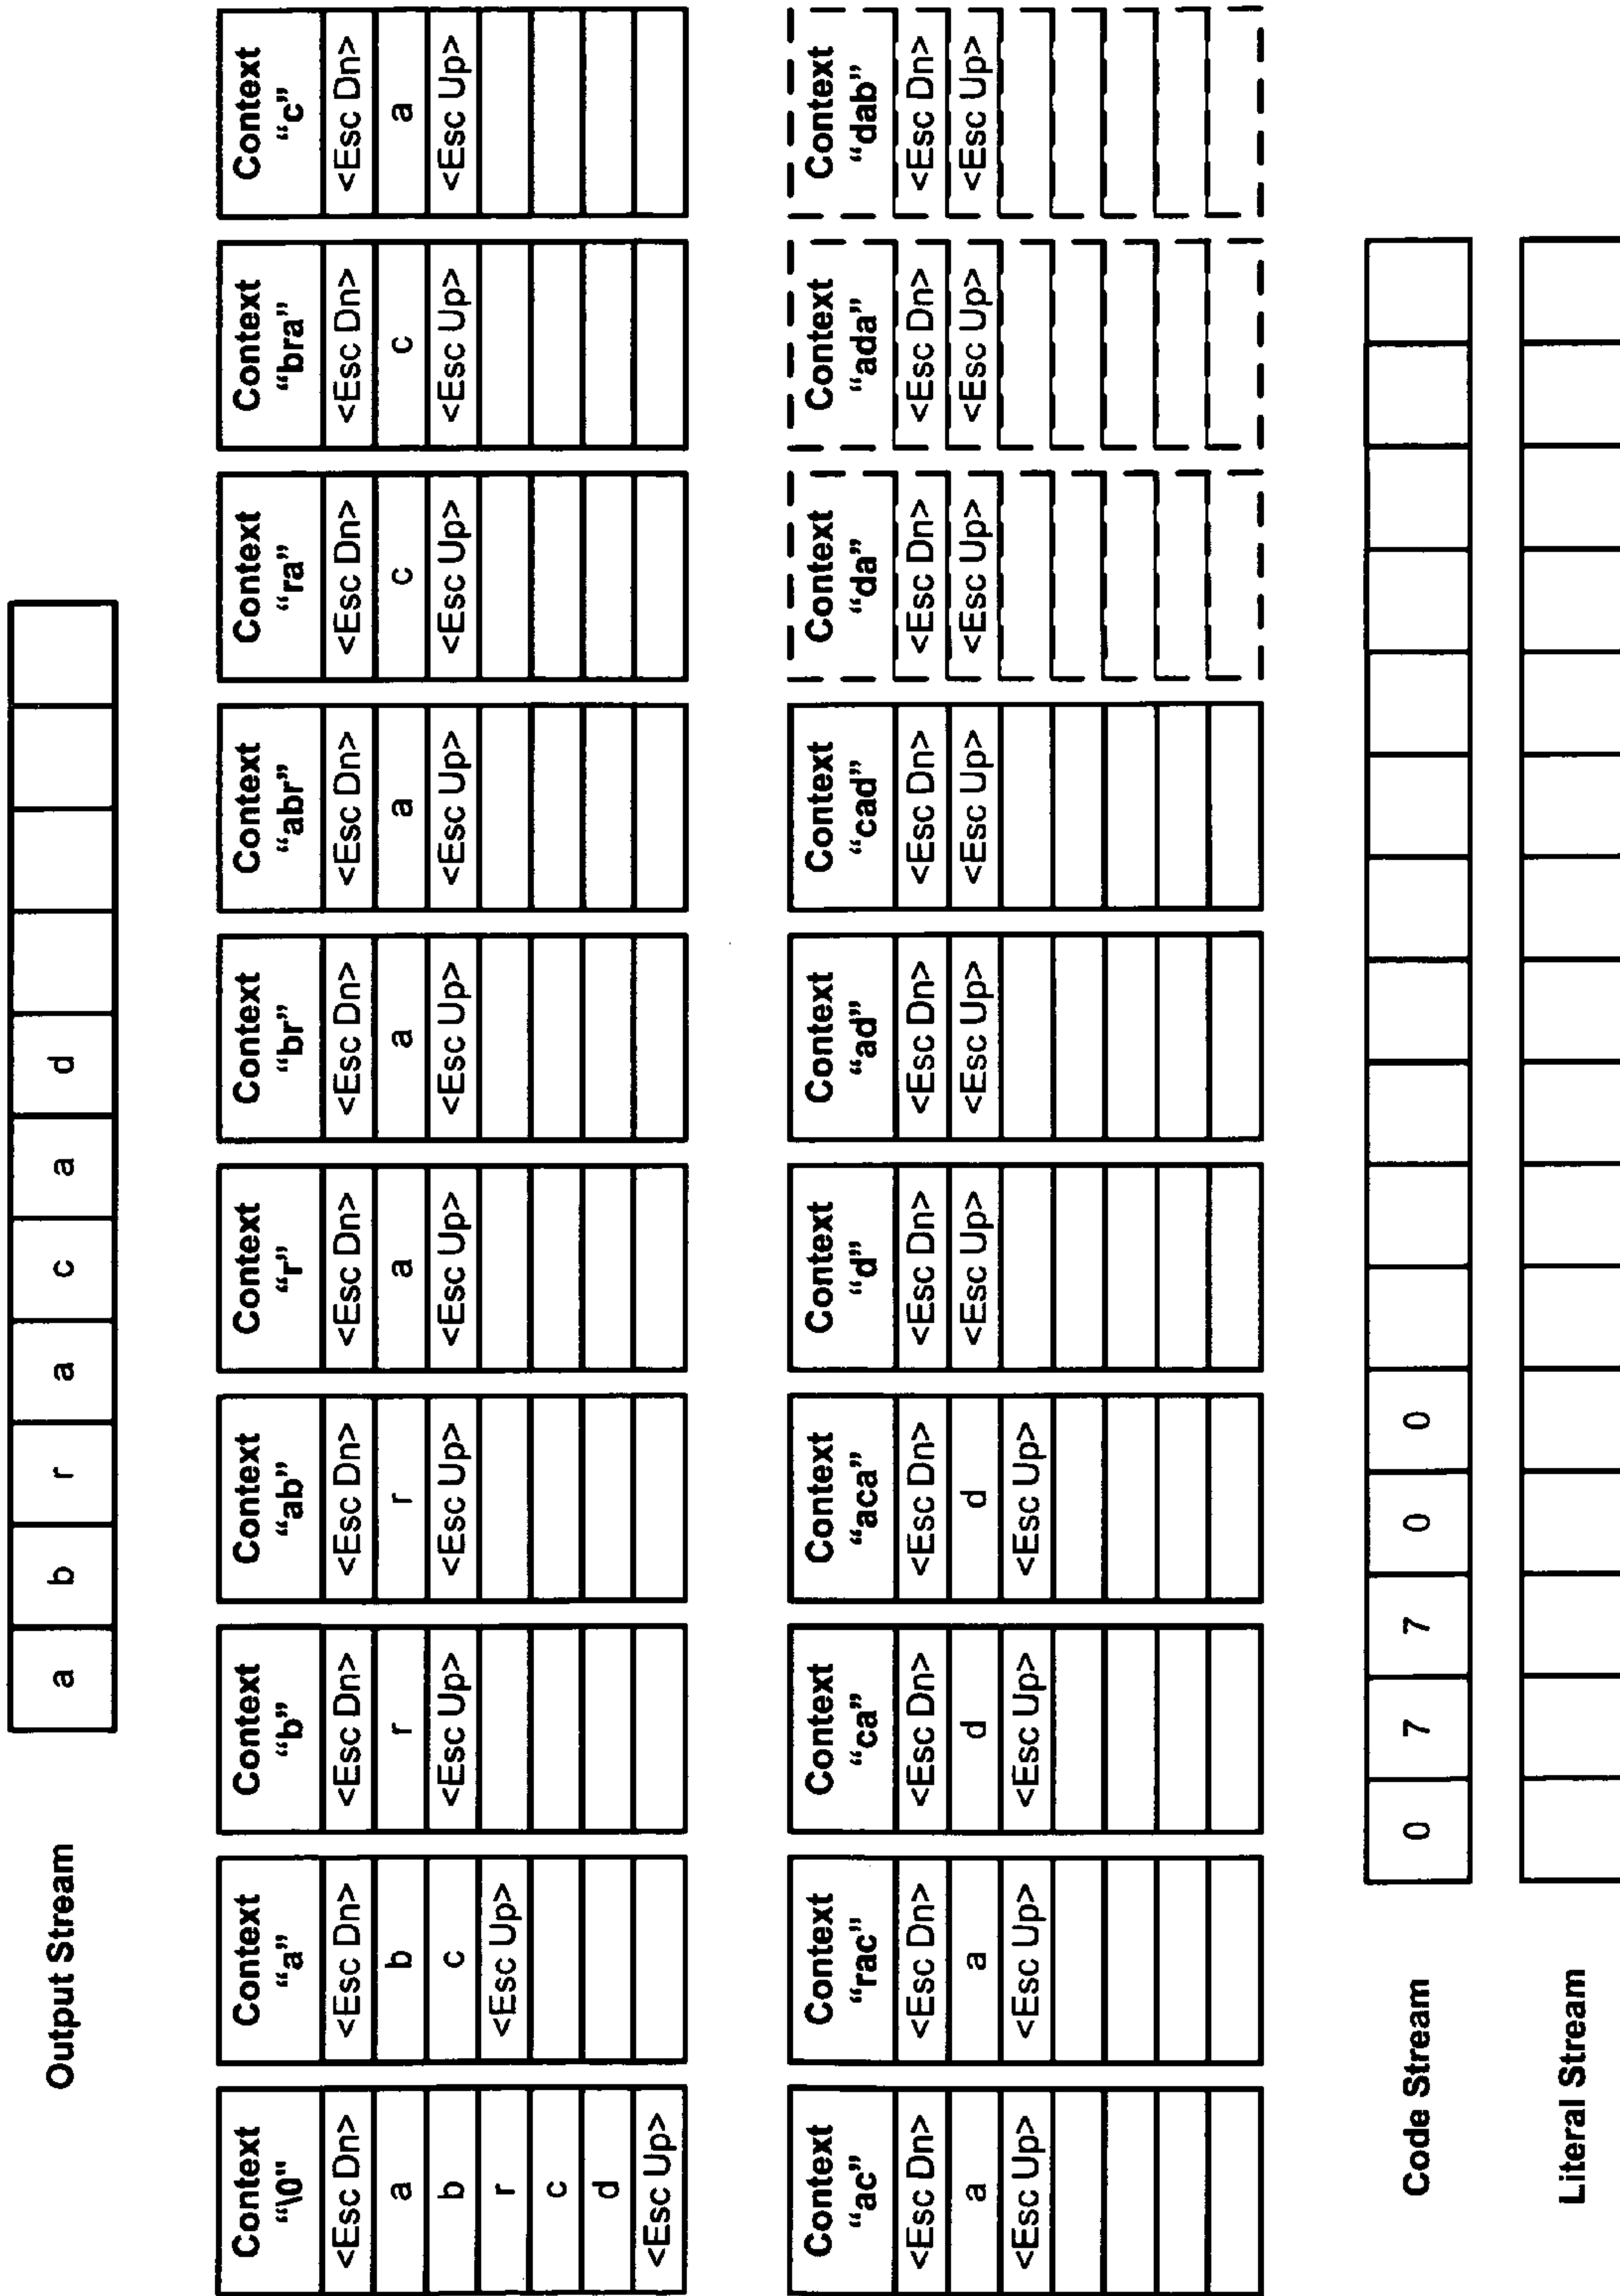 Output Stream a b r a c a d
Context Context Context Context Context Context Context Context Context Context
"\0" "a" "b" "ab" "r" "br" "abr" "ra" "bra" "c"
<Esc Dn> <Esc Dn> <Esc Dn> <Esc Dn> <Esc Dn> <Esc Dn> <Esc Dn> <Esc Dn> <Esc Dn> <Esc Dn>
a b r r a a a c c a
b c <Esc Up> <Esc Up> <Esc Up> <Esc Up> <Esc Up> <Esc Up> <Esc Up> <Esc Up>
r <Esc Up>
c
d
<Esc Up>
Context Context Context Context Context Context Context Context Context Context
"ac" "rac" "ca" "aca" "d" "ad" "cad" "da" "ada" "dab"
<Esc Dn> <Esc Dn> <Esc Dn> <Esc Dn> <Esc Dn> <Esc Dn> <Esc Dn> <Esc Dn> <Esc Dn> <Esc Dn>
a a d d <Esc Up> <Esc Up> <Esc Up> <Esc Up> <Esc Up> <Esc Up>
<Esc Up> <Esc Up> <Esc Up> <Esc Up>
Code Stream 0 7 7 0 0
Literal Stream